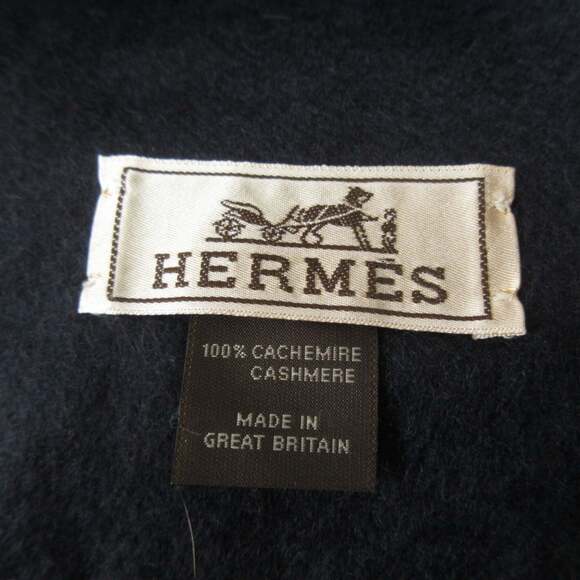 HERMÈS
100% CACHEMIRE
CASHMERE
MADE IN
GREAT BRITAIN